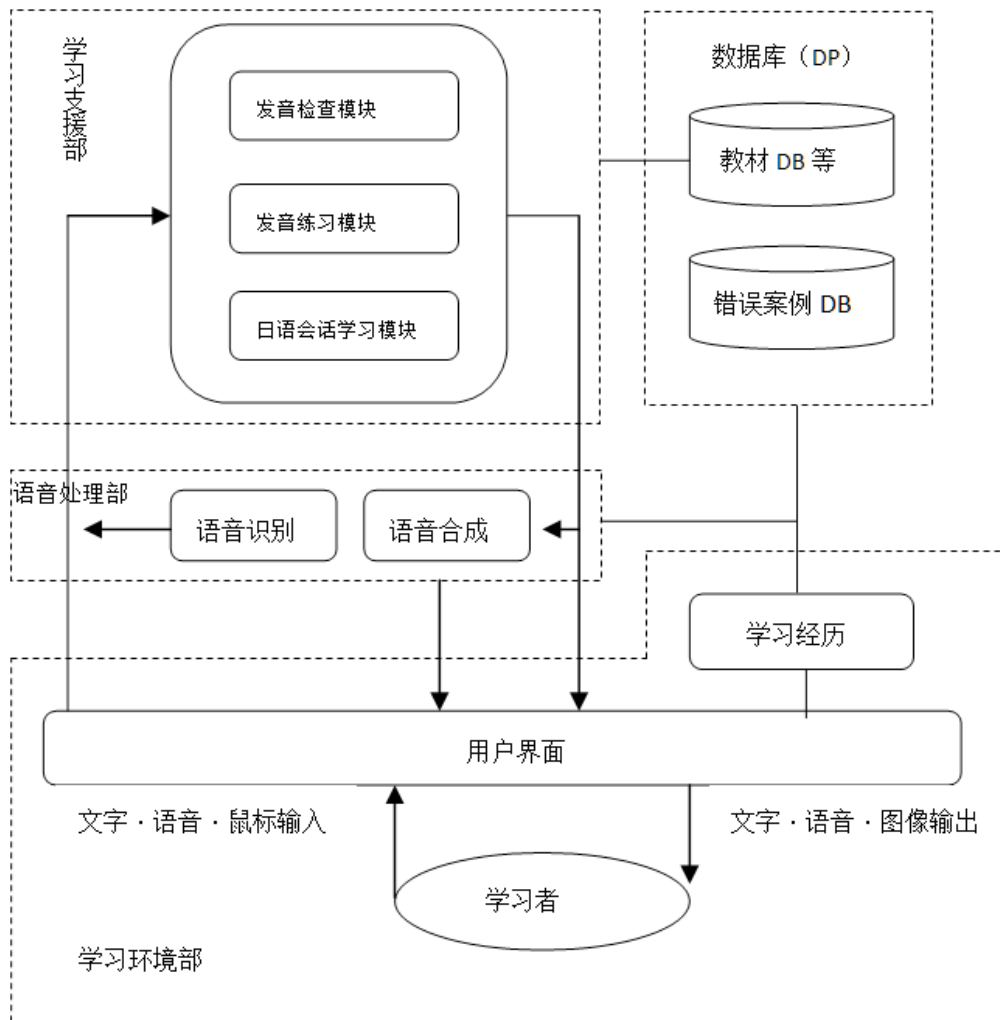 学习支援部
发音检查模块
发音练习模块
日语会话学习模块
数据库（DP）
教材 DB 等
错误案例 DB
语音处理部
语音识别
语音合成
学习经历
用户界面
文字·语音·鼠标输入
文字·语音·图像输出
学习者
学习环境部